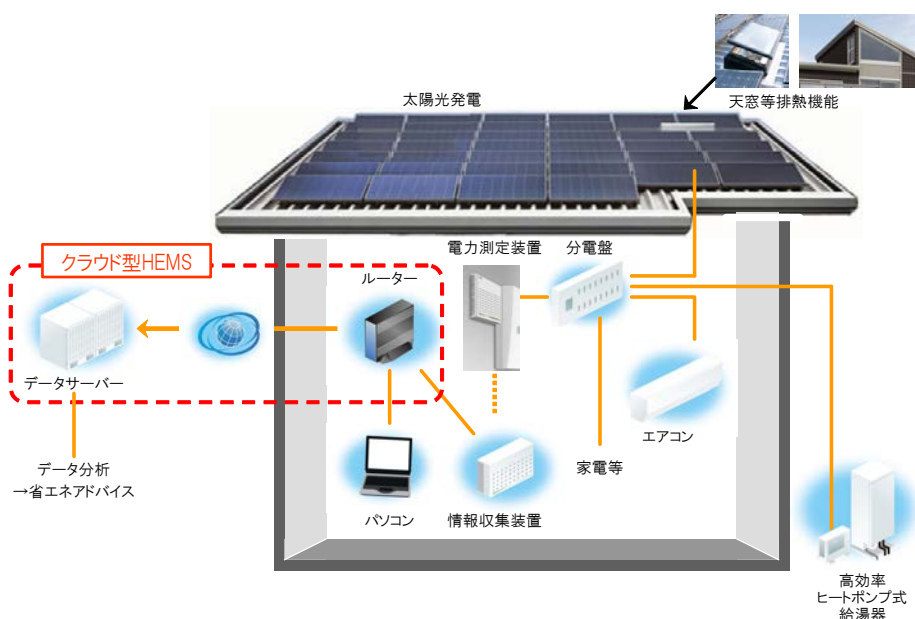 太陽光発電
天窓等排熱機能
クラウド型HEMS
電力測定装置
分電盤
ルーター
データサーバー
エアコン
データ分析
→省エネアドバイス
家電等
パソコン
情報収集装置
高効率
ヒートポンプ式
給湯器